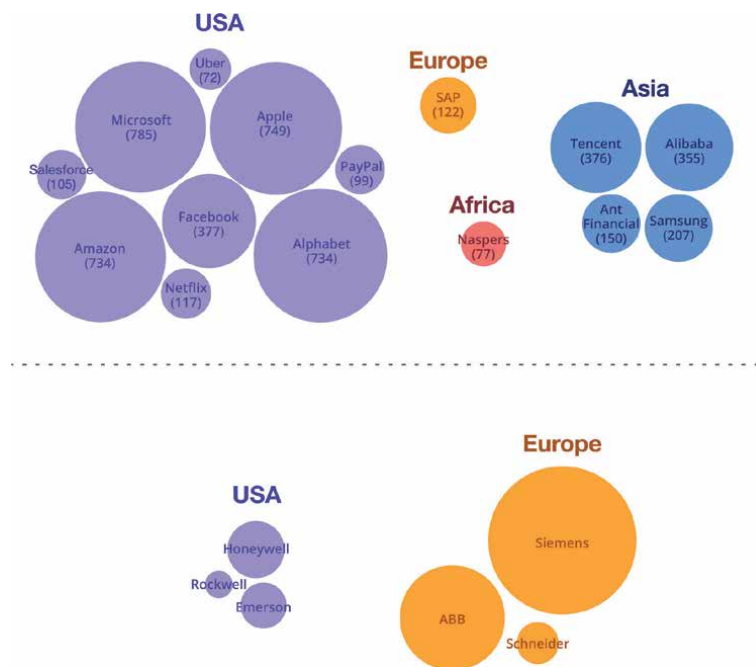 USA
Uber
(72)
Microsoft
(785)
Apple
(749)
Salesforce
(105)
PayPal
(99)
Facebook
(377)
Amazon
(734)
Alphabet
(734)
Netflix
(117)
Europe
SAP
(122)
Africa
Naspers
(77)
Asia
Tencent
(376)
Alibaba
(355)
Ant
Financial
(150)
Samsung
(207)
USA
Honeywell
Rockwell
Emerson
Europe
Siemens
ABB
Schneider